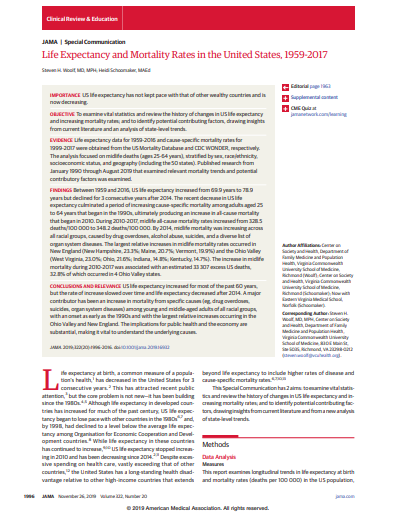 Clinical Review & Education
JAMA | Special Communication
Life Expectancy and Mortality Rates in the United States, 1959-2017
Steven H. Woolf, MD, MPH; Heidi Schoomaker, MAEd
IMPORTANCE US life expectancy has not kept pace with that of other wealthy countries and is
now decreasing.
OBJECTIVE To examine vital statistics and review the history of changes in US life expectancy
and increasing mortality rates; and to identify potential contributing factors, drawing insights
from current literature and an analysis of state-level trends.
EVIDENCE Life expectancy data for 1959-2016 and cause-specific mortality rates for
1999-2017 were obtained from the US Mortality Database and CDC WONDER, respectively.
The analysis focused on midlife deaths (ages 25-64 years), stratified by sex, race/ethnicity,
socioeconomic status, and geography (including the 50 states). Published research from
January 1990 through August 2019 that examined relevant mortality trends and potential
contributory factors was examined.
FINDINGS Between 1959 and 2016, US life expectancy increased from 69.9 years to 78.9
years but declined for 3 consecutive years after 2014. The recent decrease in US life
expectancy culminated a period of increasing cause-specific mortality among adults aged 25
to 64 years that began in the 1990s, ultimately producing an increase in all-cause mortality
that began in 2010. During 2010-2017, midlife all-cause mortality rates increased from 328.5
deaths/100 000 to 348.2 deaths/100 000. By 2014, midlife mortality was increasing across
all racial groups, caused by drug overdoses, alcohol abuse, suicides, and a diverse list of
organ system diseases. The largest relative increases in midlife mortality rates occurred in
New England (New Hampshire, 23.3%; Maine, 20.7%; Vermont, 19.9%) and the Ohio Valley
(West Virginia, 23.0%; Ohio, 21.6%; Indiana, 14.8%; Kentucky, 14.7%). The increase in midlife
mortality during 2010-2017 was associated with an estimated 33 307 excess US deaths,
32.8% of which occurred in 4 Ohio Valley states.
CONCLUSIONS AND RELEVANCE US life expectancy increased for most of the past 60 years,
but the rate of increase slowed over time and life expectancy decreased after 2014. A major
contributor has been an increase in mortality from specific causes (eg, drug overdoses,
suicides, organ system diseases) among young and middle-aged adults of all racial groups,
with an onset as early as the 1990s and with the largest relative increases occurring in the
Ohio Valley and New England. The implications for public health and the economy are
substantial, making it vital to understand the underlying causes.
JAMA. 2019;322(20):1996-2016. doi:10.1001/jama.2019.16932
Editorial page 1963
Supplemental content
CME Quiz at
jamanetwork.com/learning
Author Affiliations: Center on
Society and Health, Department of
Family Medicine and Population
Health, Virginia Commonwealth
University School of Medicine,
Richmond (Woolf); Center on Society
and Health, Virginia Commonwealth
University School of Medicine,
Richmond (Schoomaker); Now with
Eastern Virginia Medical School,
Norfolk (Schoomaker).
Corresponding Author: Steven H.
Woolf, MD, MPH, Center on Society
and Health, Department of Family
Medicine and Population Health,
Virginia Commonwealth University
School of Medicine, 830 E Main St,
Ste 5035, Richmond, VA 23298-0212
(steven.woolf@vcuhealth.org).
Life expectancy at birth, a common measure of a popula-
tion's health,1 has decreased in the United States for 3
consecutive years.2 This has attracted recent public
attention,3 but the core problem is not new—it has been building
since the 1980s.4,5 Although life expectancy in developed coun-
tries has increased for much of the past century, US life expec-
tancy began to lose pace with other countries in the 1980s6,7 and,
by 1998, had declined to a level below the average life expec-
tancy among Organisation for Economic Cooperation and Devel-
opment countries.8 While life expectancy in these countries
has continued to increase,9,10 US life expectancy stopped increas-
ing in 2010 and has been decreasing since 2014.2,11 Despite exces-
sive spending on health care, vastly exceeding that of other
countries,12 the United States has a long-standing health disad-
vantage relative to other high-income countries that extends
beyond life expectancy to include higher rates of disease and
cause-specific mortality rates.
This Special Communication has 2 aims: to examine vital statis-
tics and review the history of changes in US life expectancy and in-
creasing mortality rates, and to identify potential contributing fac-
tors, drawing insights from current literature and from a new analysis
of state-level trends.
Methods
Data Analysis
Measures
This report examines longitudinal trends in life expectancy at birth
and mortality rates (deaths per 100 000) in the US population,
1996 JAMA November 26, 2019 Volume 322, Number 20
jama.com
© 2019 American Medical Association. All rights reserved.